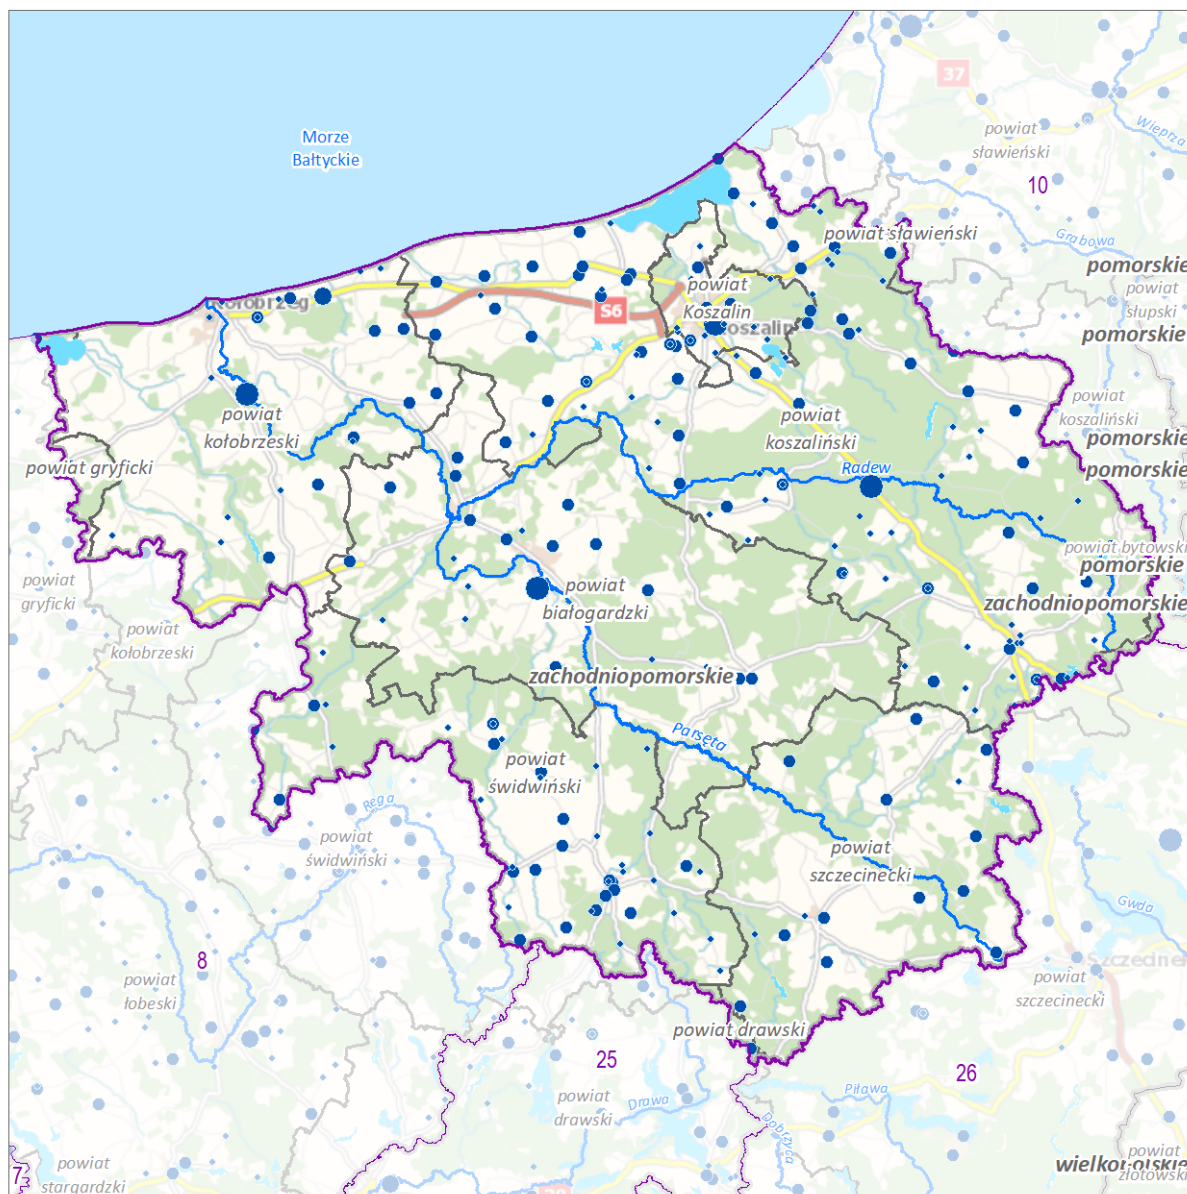 37
Morze
Bałtyckie
Wieprza
powiat
sławieński
10
powiat sławieński
Grabowa
pomorskie
powiat
słupski
pomorskie
powiat
Koszalin
S6
Koszalin
powiat
kołobrzeski
powiat
koszaliński
powiat
koszaliński
pomorskie
pomorskie
powiat gryficki
Radew
powiat bytowski
pomorskie
powiat
gryficki
powiat
białogardzki
zachodniopomorskie
powiat
kołobrzeski
zachodniopomorskie
Parsęta
powiat
świdwiński
Rega
powiat
świdwiński
powiat
szczecinecki
Gwda
8
powiat
łobeski
Szczecinek
powiat
szczecinecki
powiat drawski
25
26
powiat
drawski
Drawa
Piława
Dobrzyca
powiat
stargardzki
7
powiat
złotowski